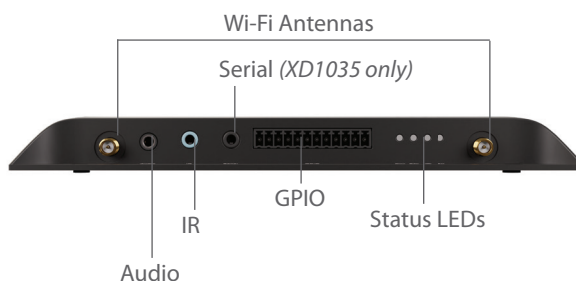 Wi-Fi Antennas
Serial (XD1035 only)
GPIO
IR
Status LEDs
Audio